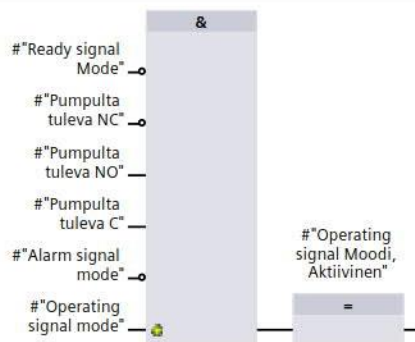 &
#"Ready signal
Mode"
#"Pumpulta
tuleva NC"
#"Pumpulta
tuleva NO"
#"Pumpulta
tuleva C"
#"Alarm signal
mode"
#"Operating
signal mode"
#"Operating
signal Moodi,
Aktiivinen"
=